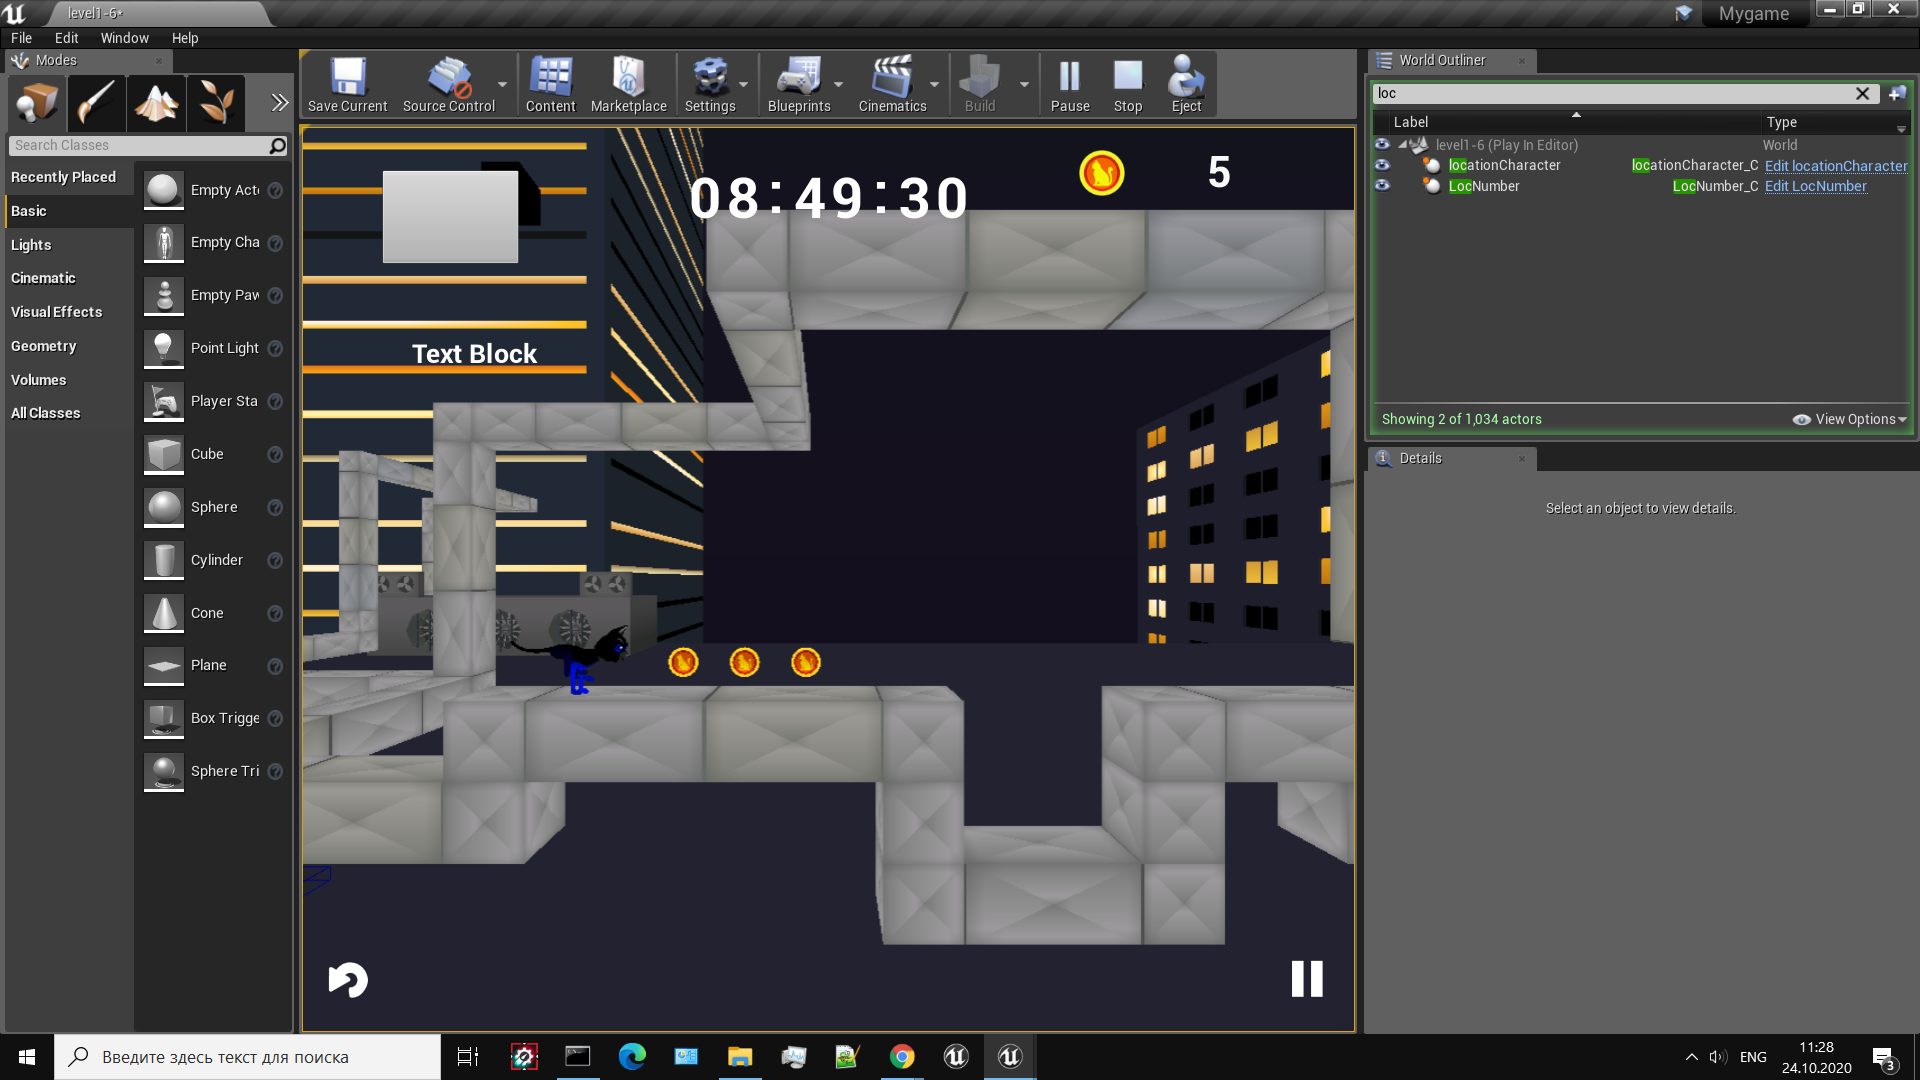 level1-6*
Mygame
File Edit Window Help
Modes
World Outliner
Save Current
Source Control
Content
Marketplace
Settings
Blueprints
Cinematics
Build
Pause
Stop
Eject
loc
Label
Type
Search Classes
level1-6 (Play In Editor)
World
locationCharacter
locationCharacter_C
Edit locationCharacter
LocNumber
LocNumber_C
Edit LocNumber
Recently Placed
Basic
Lights
Cinematic
Visual Effects
Geometry
Volumes
All Classes
Empty Acto
Empty Cha
Empty Paw
Point Light
Player Sta
Cube
Sphere
Cylinder
Cone
Plane
Box Trigge
Sphere Tri
08:49:30
5
Text Block
Showing 2 of 1,034 actors
View Options
Details
Select an object to view details.
Введите здесь текст для поиска
ENG
11:28
24.10.2020
3